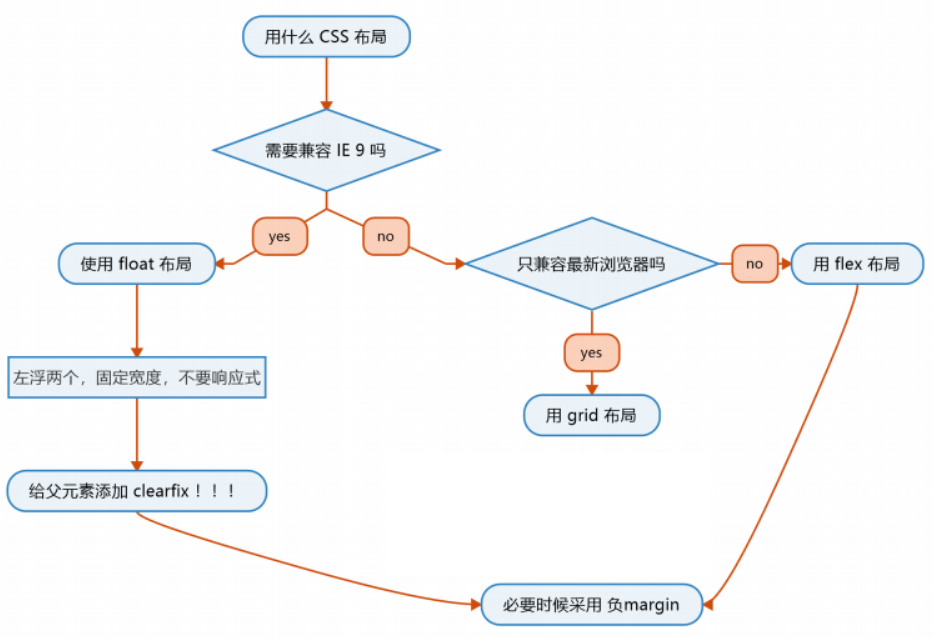 用什么 CSS 布局
需要兼容 IE 9 吗
yes
no
使用 float 布局
只兼容最新浏览器吗
no
用 flex 布局
yes
左浮两个，固定宽度，不要响应式
用 grid 布局
给父元素添加 clearfix！！！
必要时候采用 负margin